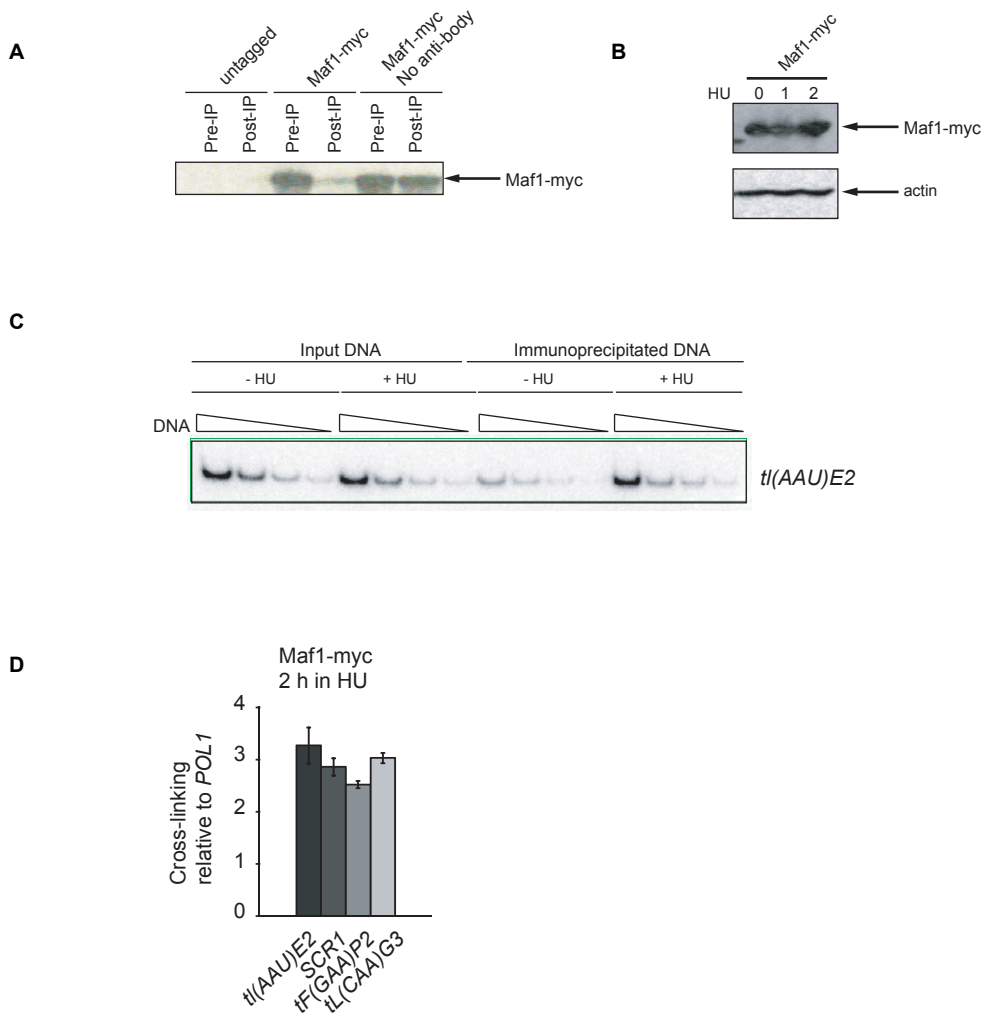 A
untagged
Maf1-myc
Maf1-myc
No anti-body
Pre-IP
Post-IP
Pre-IP
Post-IP
Pre-IP
Post-IP
Maf1-myc
B
Maf1-myc
HU 0 1 2
Maf1-myc
actin
C
Input DNA Immunoprecipitated DNA
- HU + HU - HU + HU
DNA
tI(AAU)E2
D
Maf1-myc
2 h in HU
Cross-linking
relative to POL1
4
3
2
1
0
tI(AAU)E2
SCR1
tF(GAA)P2
tL(CAA)G3